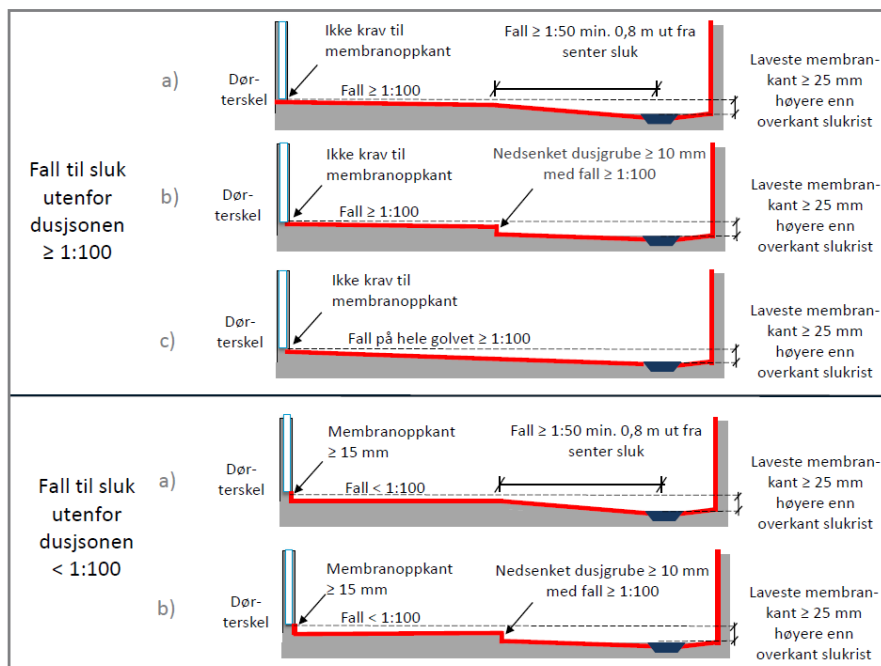 Fall til sluk
utenfor
dusjsonen
≥ 1:100
a)
Dør-
terskel
Ikke krav til
membranoppkant
Fall ≥ 1:100
Fall ≥ 1:50 min. 0,8 m ut fra
senter sluk
Laveste membran-
kant ≥ 25 mm
høyere enn
overkant slukrist
b)
Dør-
terskel
Ikke krav til
membranoppkant
Fall ≥ 1:100
Nedsenket dusjgrube ≥ 10 mm
med fall ≥ 1:100
Laveste membran-
kant ≥ 25 mm
høyere enn
overkant slukrist
c)
Dør-
terskel
Ikke krav til
membranoppkant
Fall på hele golvet ≥ 1:100
Laveste membran-
kant ≥ 25 mm
høyere enn
overkant slukrist
Fall til sluk
utenfor
dusjsonen
< 1:100
a)
Dør-
terskel
Membranoppkant
≥ 15 mm
Fall < 1:100
Fall ≥ 1:50 min. 0,8 m ut fra
senter sluk
Laveste membran-
kant ≥ 25 mm
høyere enn
overkant slukrist
b)
Dør-
terskel
Membranoppkant
≥ 15 mm
Fall < 1:100
Nedsenket dusjgrube ≥ 10 mm
med fall ≥ 1:100
Laveste membran-
kant ≥ 25 mm
høyere enn
overkant slukrist